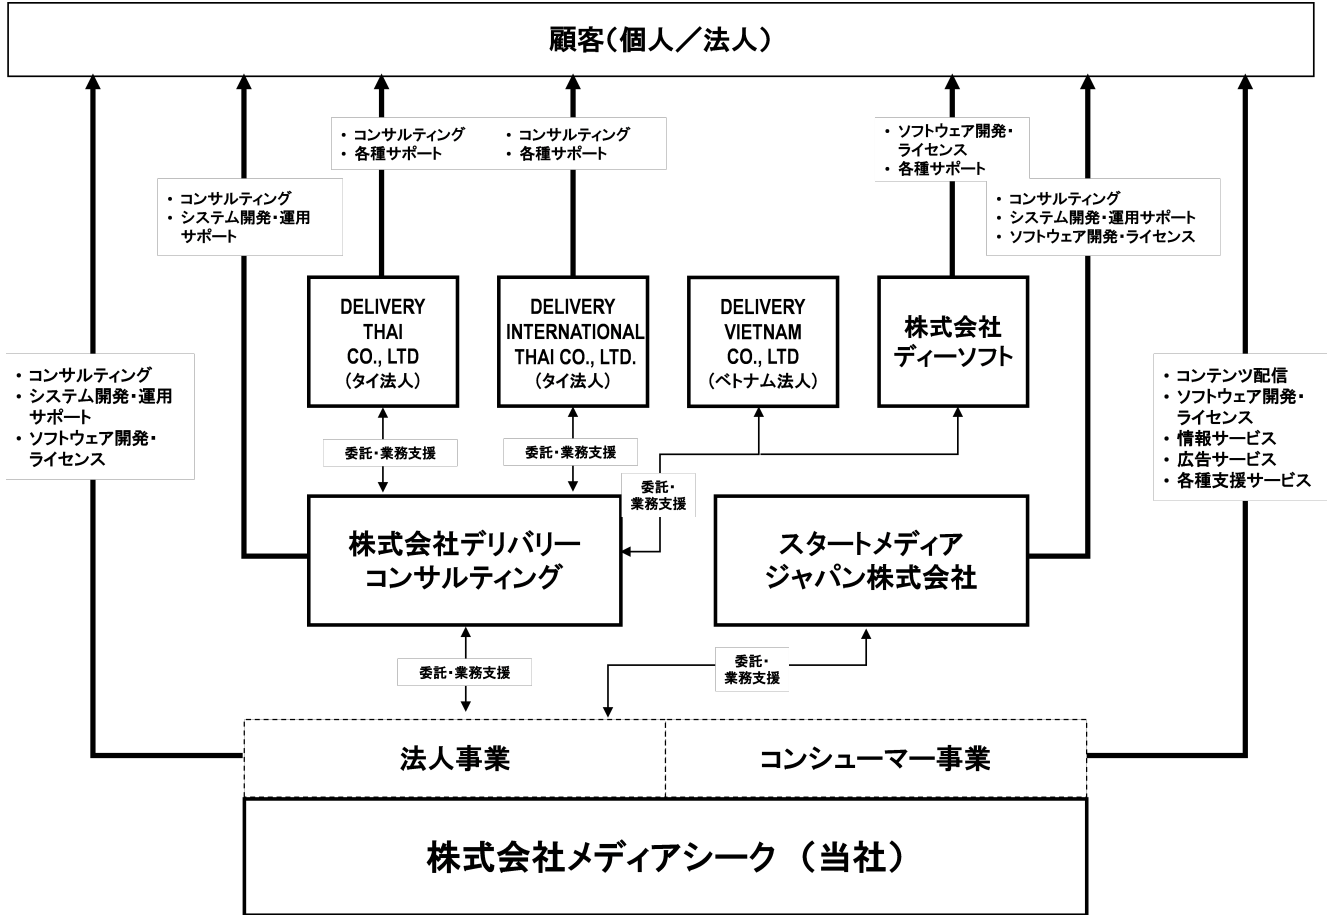 顧客(個人／法人)
・ コンサルティング
・ 各種サポート
・ コンサルティング
・ 各種サポート
・ ソフトウェア開発・
ライセンス
・ 各種サポート
・ コンサルティング
・ システム開発・運用
サポート
・ コンサルティング
・ システム開発・運用サポート
・ ソフトウェア開発・ライセンス
DELIVERY
THAI
CO., LTD
(タイ法人)
DELIVERY
INTERNATIONAL
THAI CO., LTD.
(タイ法人)
DELIVERY
VIETNAM
CO., LTD
(ベトナム法人)
株式会社
ディーソフト
・ コンサルティング
・ システム開発・運用
サポート
・ ソフトウェア開発・
ライセンス
・ コンテンツ配信
・ ソフトウェア開発・
ライセンス
・ 情報サービス
・ 広告サービス
・ 各種支援サービス
委託・業務支援
委託・業務支援
委託・
業務支援
株式会社デリバリー
コンサルティング
スタートメディア
ジャパン株式会社
委託・業務支援
委託・
業務支援
法人事業
コンシューマー事業
株式会社メディアシーク （当社）